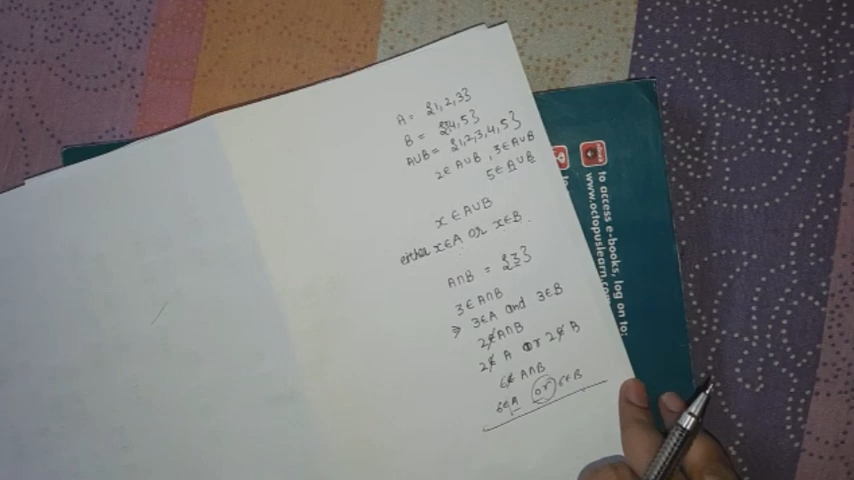 A = {1, 2, 3}
B = {3, 4, 5}
A∪B = {1, 2, 3, 4, 5}
2 ∈ A∪B , 3 ∈ A∪B
5 ∈ A∪B
x ∈ A∪B
either x∈A or x∈B.
A∩B = {3}
3 ∈ A∩B
⇒ 3∈A and 3∈B
2∉A∩B
2∉ A or 2∉ B
6∉ A∩B
6∉A or 6∉B
to access e-books, log on to:
www.octopuslearn.com